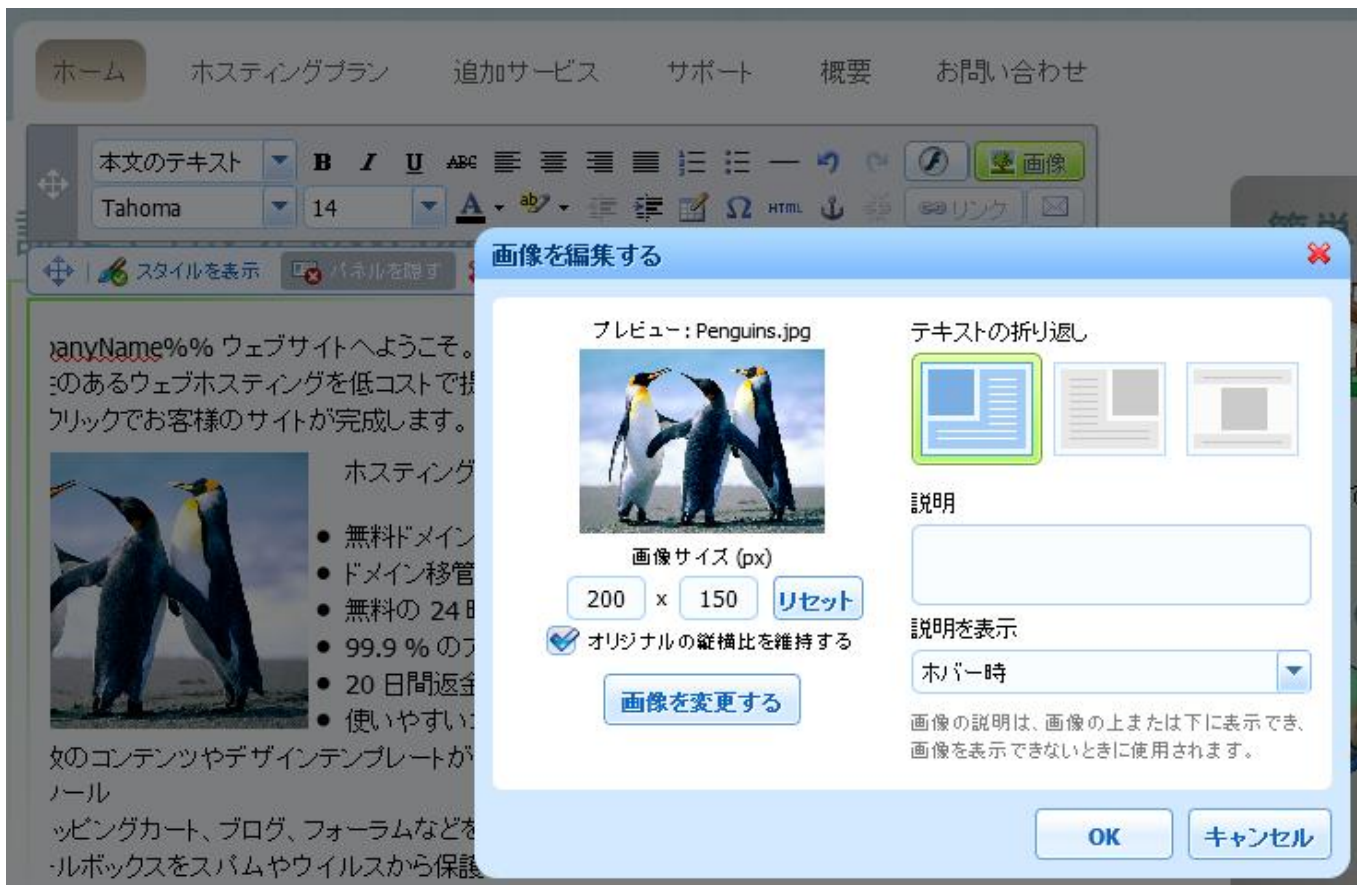 ホーム ホスティングプラン 追加サービス サポート 概要 お問い合わせ
本文のテキスト B I U ABC 画像
Tahoma 14 A ab Ω HTML リンク
スタイルを表示 パネルを隠す
画像を編集する
panyName%% ウェブサイトへようこそ。
のあるウェブホスティングを低コストで提
クリックでお客様のサイトが完成します。
ホスティング
無料ドメイン
ドメイン移管
無料の 24 時
99.9 % のア
20 日間返金
使いやすいコ
数のコンテンツやデザインテンプレートが
ノール
ッピングカート、ブログ、フォーラムなどを
ールボックスをスパムやウイルスから保護
プレビュー : Penguins.jpg
画像サイズ (px)
200 x 150 リセット
オリジナルの縦横比を維持する
画像を変更する
テキストの折り返し
説明
説明を表示
ホバー時
画像の説明は、画像の上または下に表示でき、
画像を表示できないときに使用されます。
OK キャンセル
簡単